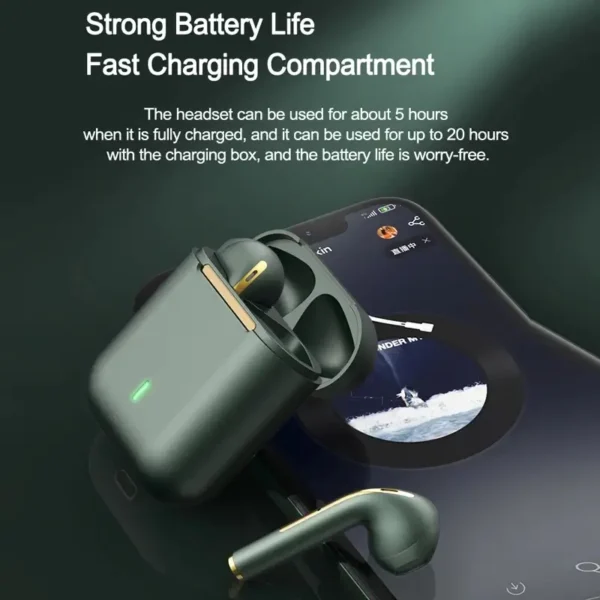 Strong Battery Life
Fast Charging Compartment
The headset can be used for about 5 hours
when it is fully charged, and it can be used for up to 20 hours
with the charging box, and the battery life is worry-free.
kin
直播中
NDER M